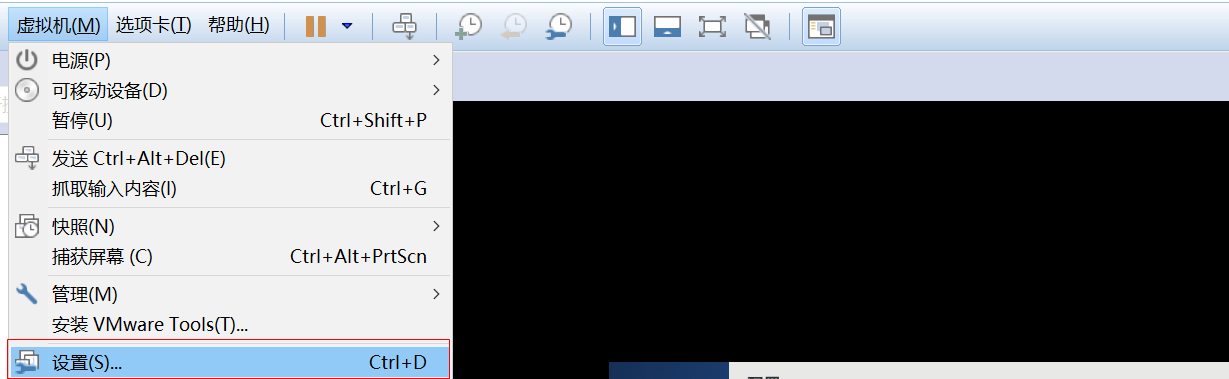 虚拟机(M) 选项卡(T) 帮助(H)
电源(P)
可移动设备(D)
暂停(U) Ctrl+Shift+P
发送 Ctrl+Alt+Del(E)
抓取输入内容(I) Ctrl+G
快照(N)
捕获屏幕 (C) Ctrl+Alt+PrtScn
管理(M)
安装 VMware Tools(T)...
设置(S)... Ctrl+D